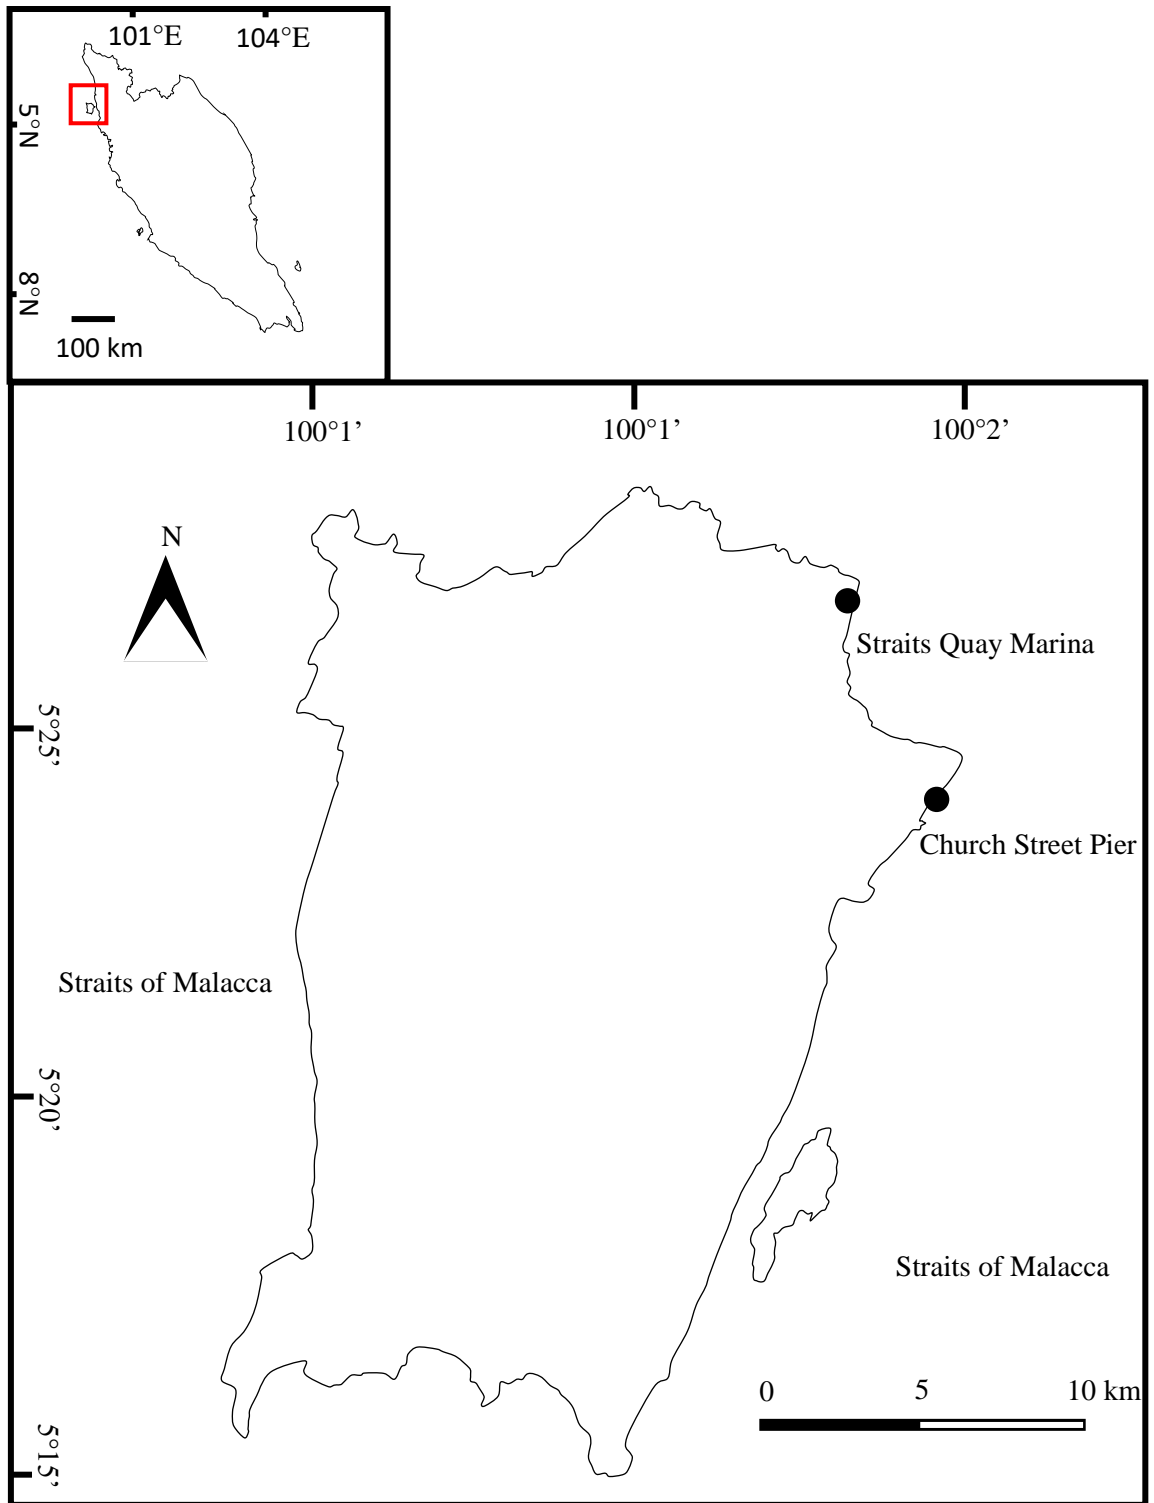 101°E
104°E
5°N
8°N
100 km
100°1’
100°1’
100°2’
N
Straits Quay Marina
5°25’
Church Street Pier
Straits of Malacca
5°20’
Straits of Malacca
0
5
10 km
5°15’